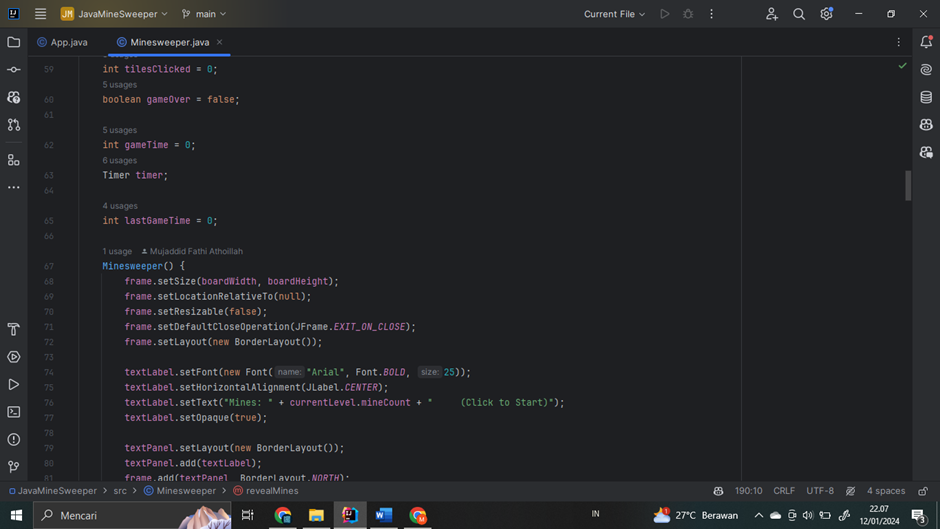 JM JavaMineSweeper main Current File
App.java Minesweeper.java
59 int tilesClicked = 0;
5 usages
60 boolean gameOver = false;
61
5 usages
62 int gameTime = 0;
6 usages
63 Timer timer;
64
4 usages
65 int lastGameTime = 0;
66
1 usage Mujaddid Fathi Athoillah
67 Minesweeper() {
68 frame.setSize(boardWidth, boardHeight);
69 frame.setLocationRelativeTo(null);
70 frame.setResizable(false);
71 frame.setDefaultCloseOperation(JFrame.EXIT_ON_CLOSE);
72 frame.setLayout(new BorderLayout());
73
74 textLabel.setFont(new Font( name: "Arial", Font.BOLD, size: 25));
75 textLabel.setHorizontalAlignment(JLabel.CENTER);
76 textLabel.setText("Mines: " + currentLevel.mineCount + "     (Click to Start)");
77 textLabel.setOpaque(true);
78
79 textPanel.setLayout(new BorderLayout());
80 textPanel.add(textLabel);
81 frame.add(textPanel, BorderLayout.NORTH);
JavaMineSweeper > src > Minesweeper > revealMines 190:10 CRLF UTF-8 4 spaces
Mencari IN 27°C Berawan 22.07
12/01/2024 3